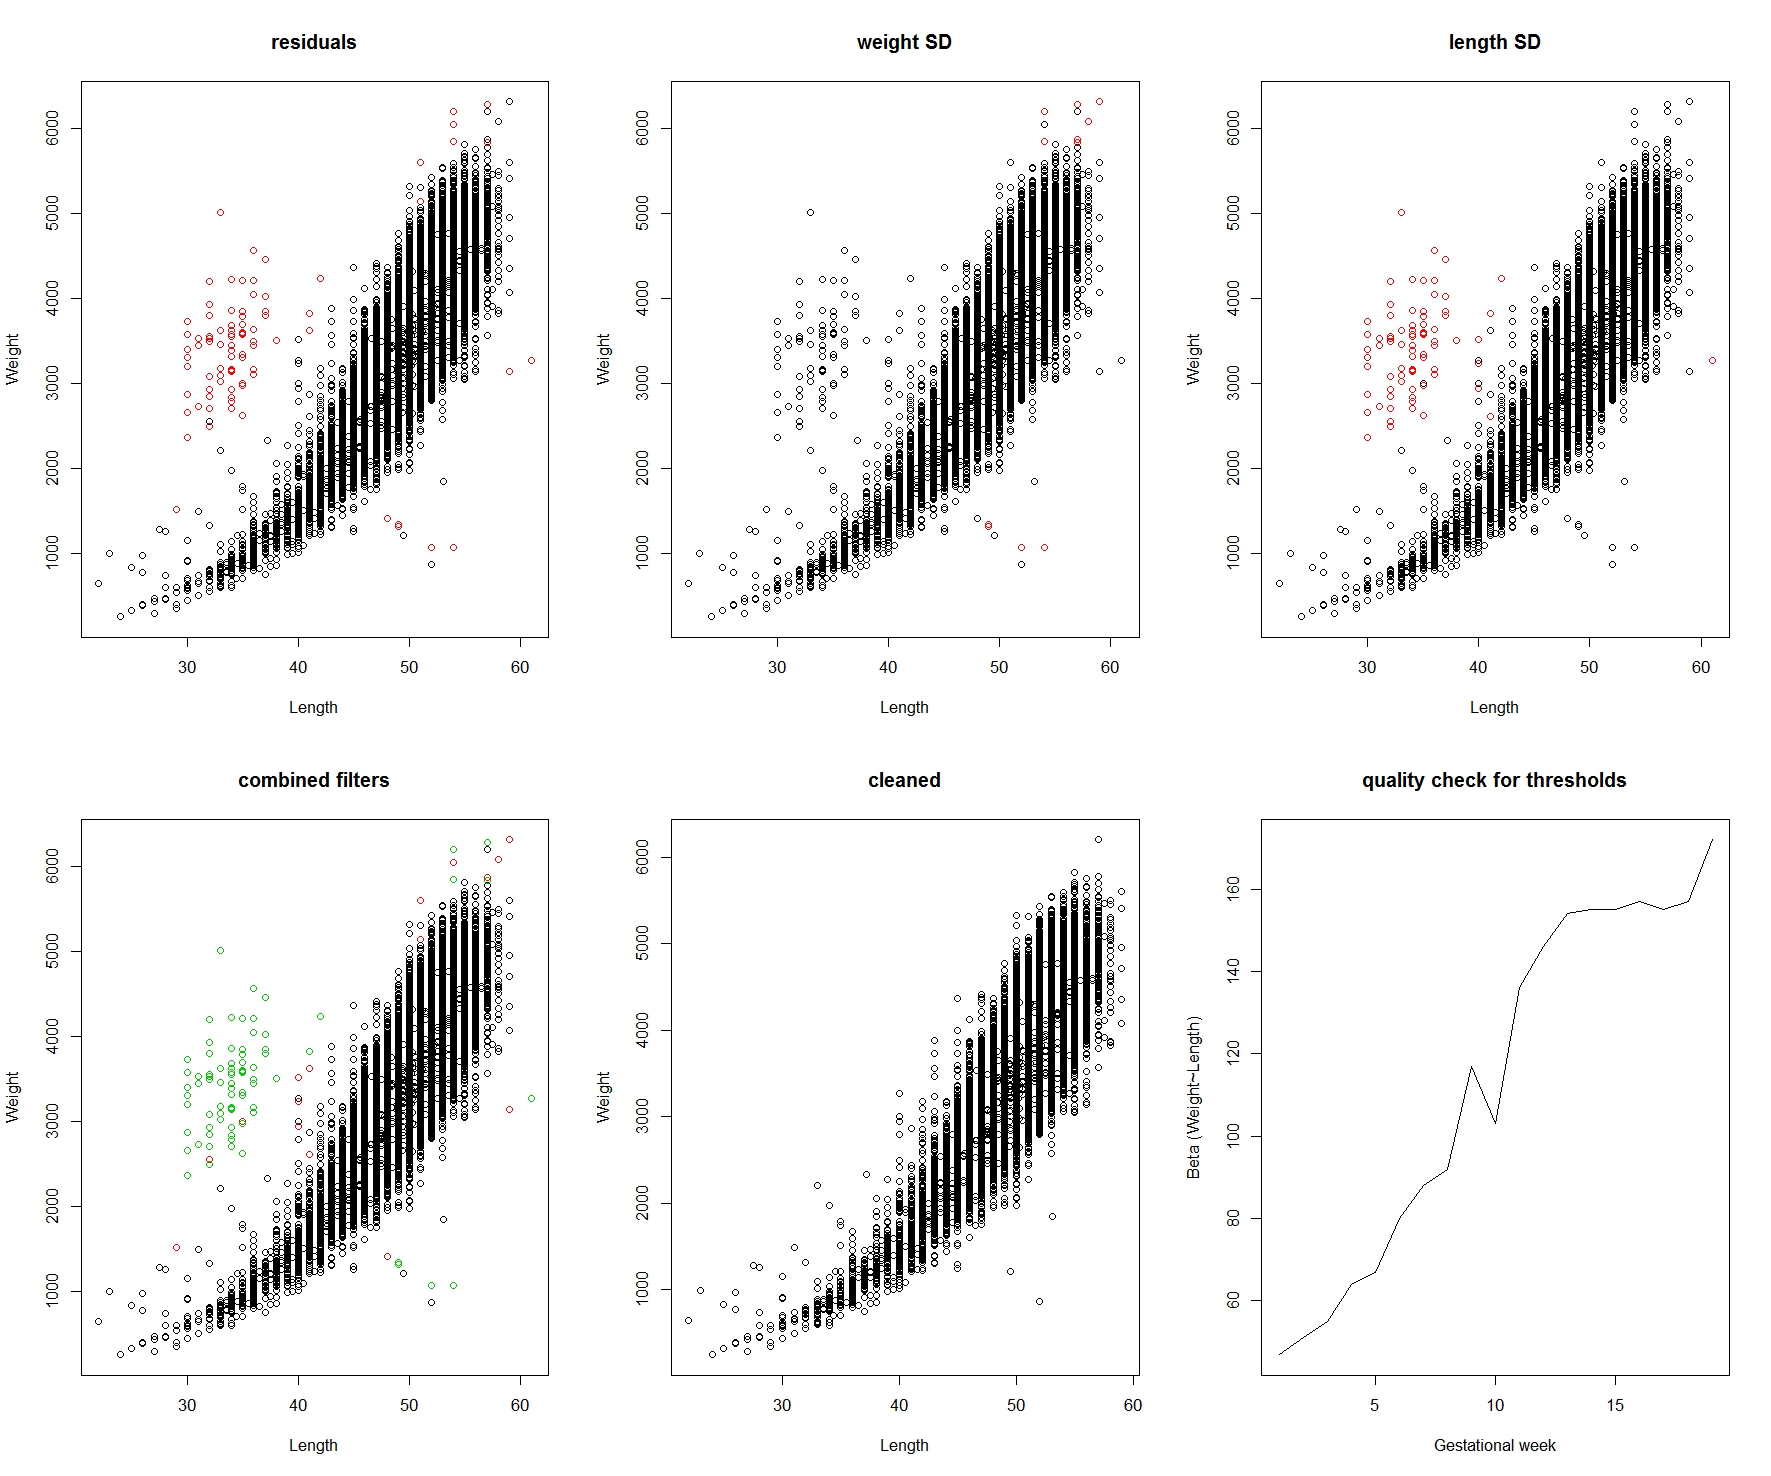 residuals
weight SD
length SD
Weight
1000 2000 3000 4000 5000 6000
30 40 50 60
Length
Weight
1000 2000 3000 4000 5000 6000
30 40 50 60
Length
Weight
1000 2000 3000 4000 5000 6000
30 40 50 60
Length
combined filters
cleaned
quality check for thresholds
Weight
1000 2000 3000 4000 5000 6000
30 40 50 60
Length
Weight
1000 2000 3000 4000 5000 6000
30 40 50 60
Length
Beta (Weight~Length)
60 80 100 120 140 160
5 10 15
Gestational week